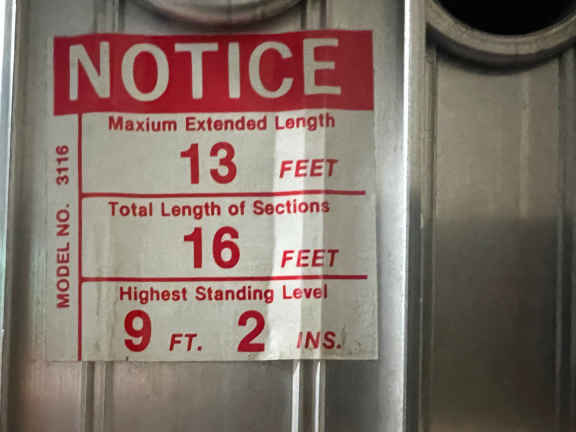 NOTICE
MODEL NO. 3116
Maxium Extended Length
13 FEET
Total Length of Sections
16 FEET
Highest Standing Level
9 FT. 2 INS.